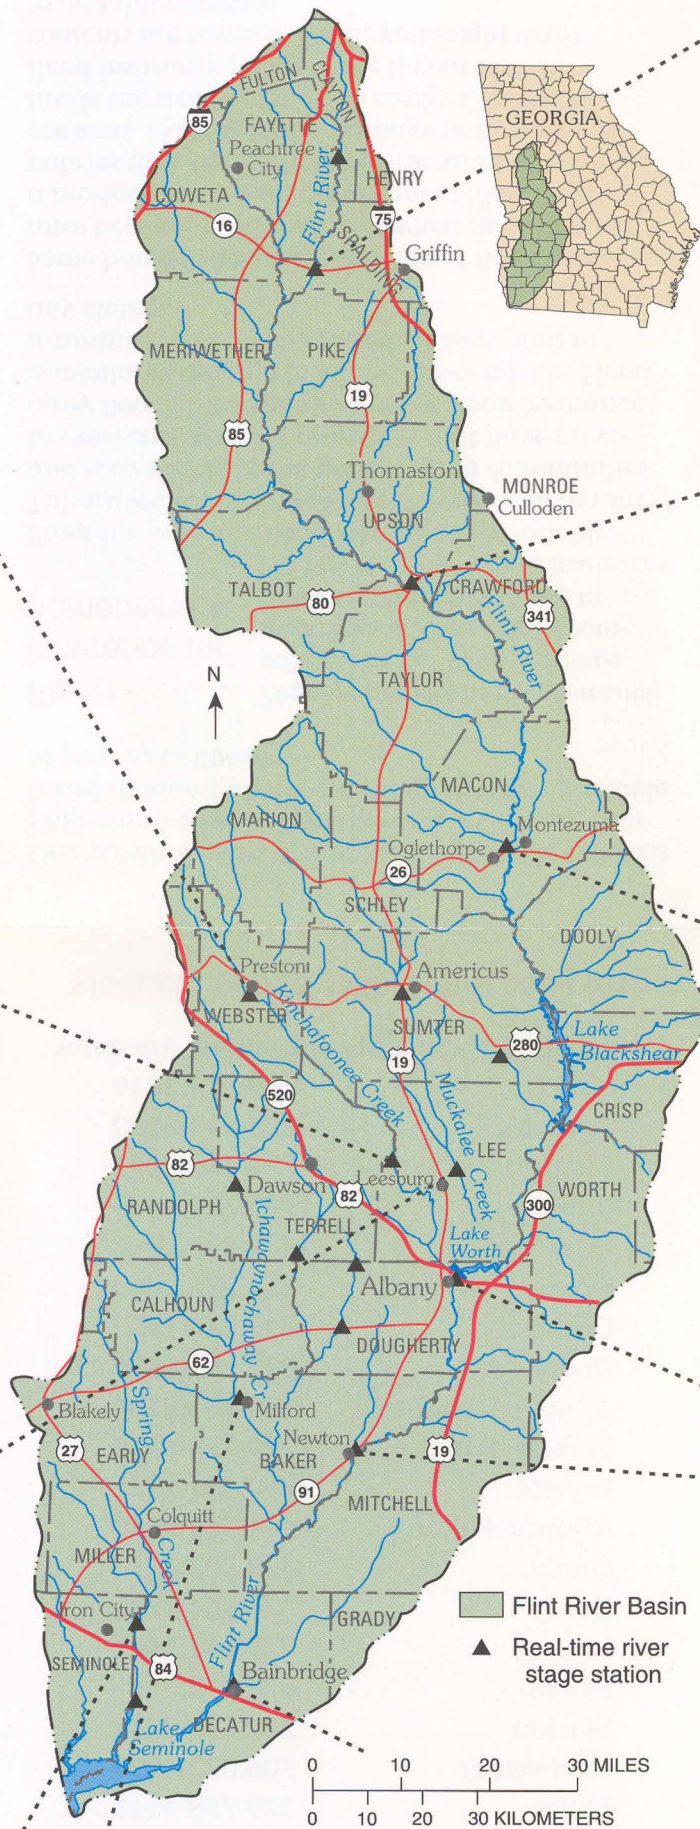 FULTON
CLAYTON
85
FAYETTE
Peachtree
City
Flint River
HENRY
COWETA
16
75
SPALDING
Griffin
GEORGIA
MERIWETHER
PIKE
19
85
Thomaston
MONROE
Culloden
UPSON
TALBOT
80
CRAWFORD
341
Flint River
N
TAYLOR
MACON
MARION
Montezuma
Oglethorpe
26
SCHLEY
DOOLY
Preston
Americus
WEBSTER
Kinchafoonee Creek
SUMTER
280
Lake
Blackshear
19
520
Muckalee Creek
CRISP
LEE
82
Dawson
82
Leesburg
WORTH
300
RANDOLPH
Ichawaynochaway Cr.
TERRELL
Lake
Worth
CALHOUN
Albany
DOUGHERTY
62
Spring
Creek
Blakely
Milford
27
EARLY
Newton
BAKER
19
91
MITCHELL
Colquitt
MILLER
Iron City
Flint River
GRADY
SEMINOLE
84
Bainbridge
Lake
Seminole
DECATUR
Flint River Basin
Real-time river
stage station
0 10 20 30 MILES
0 10 20 30 KILOMETERS